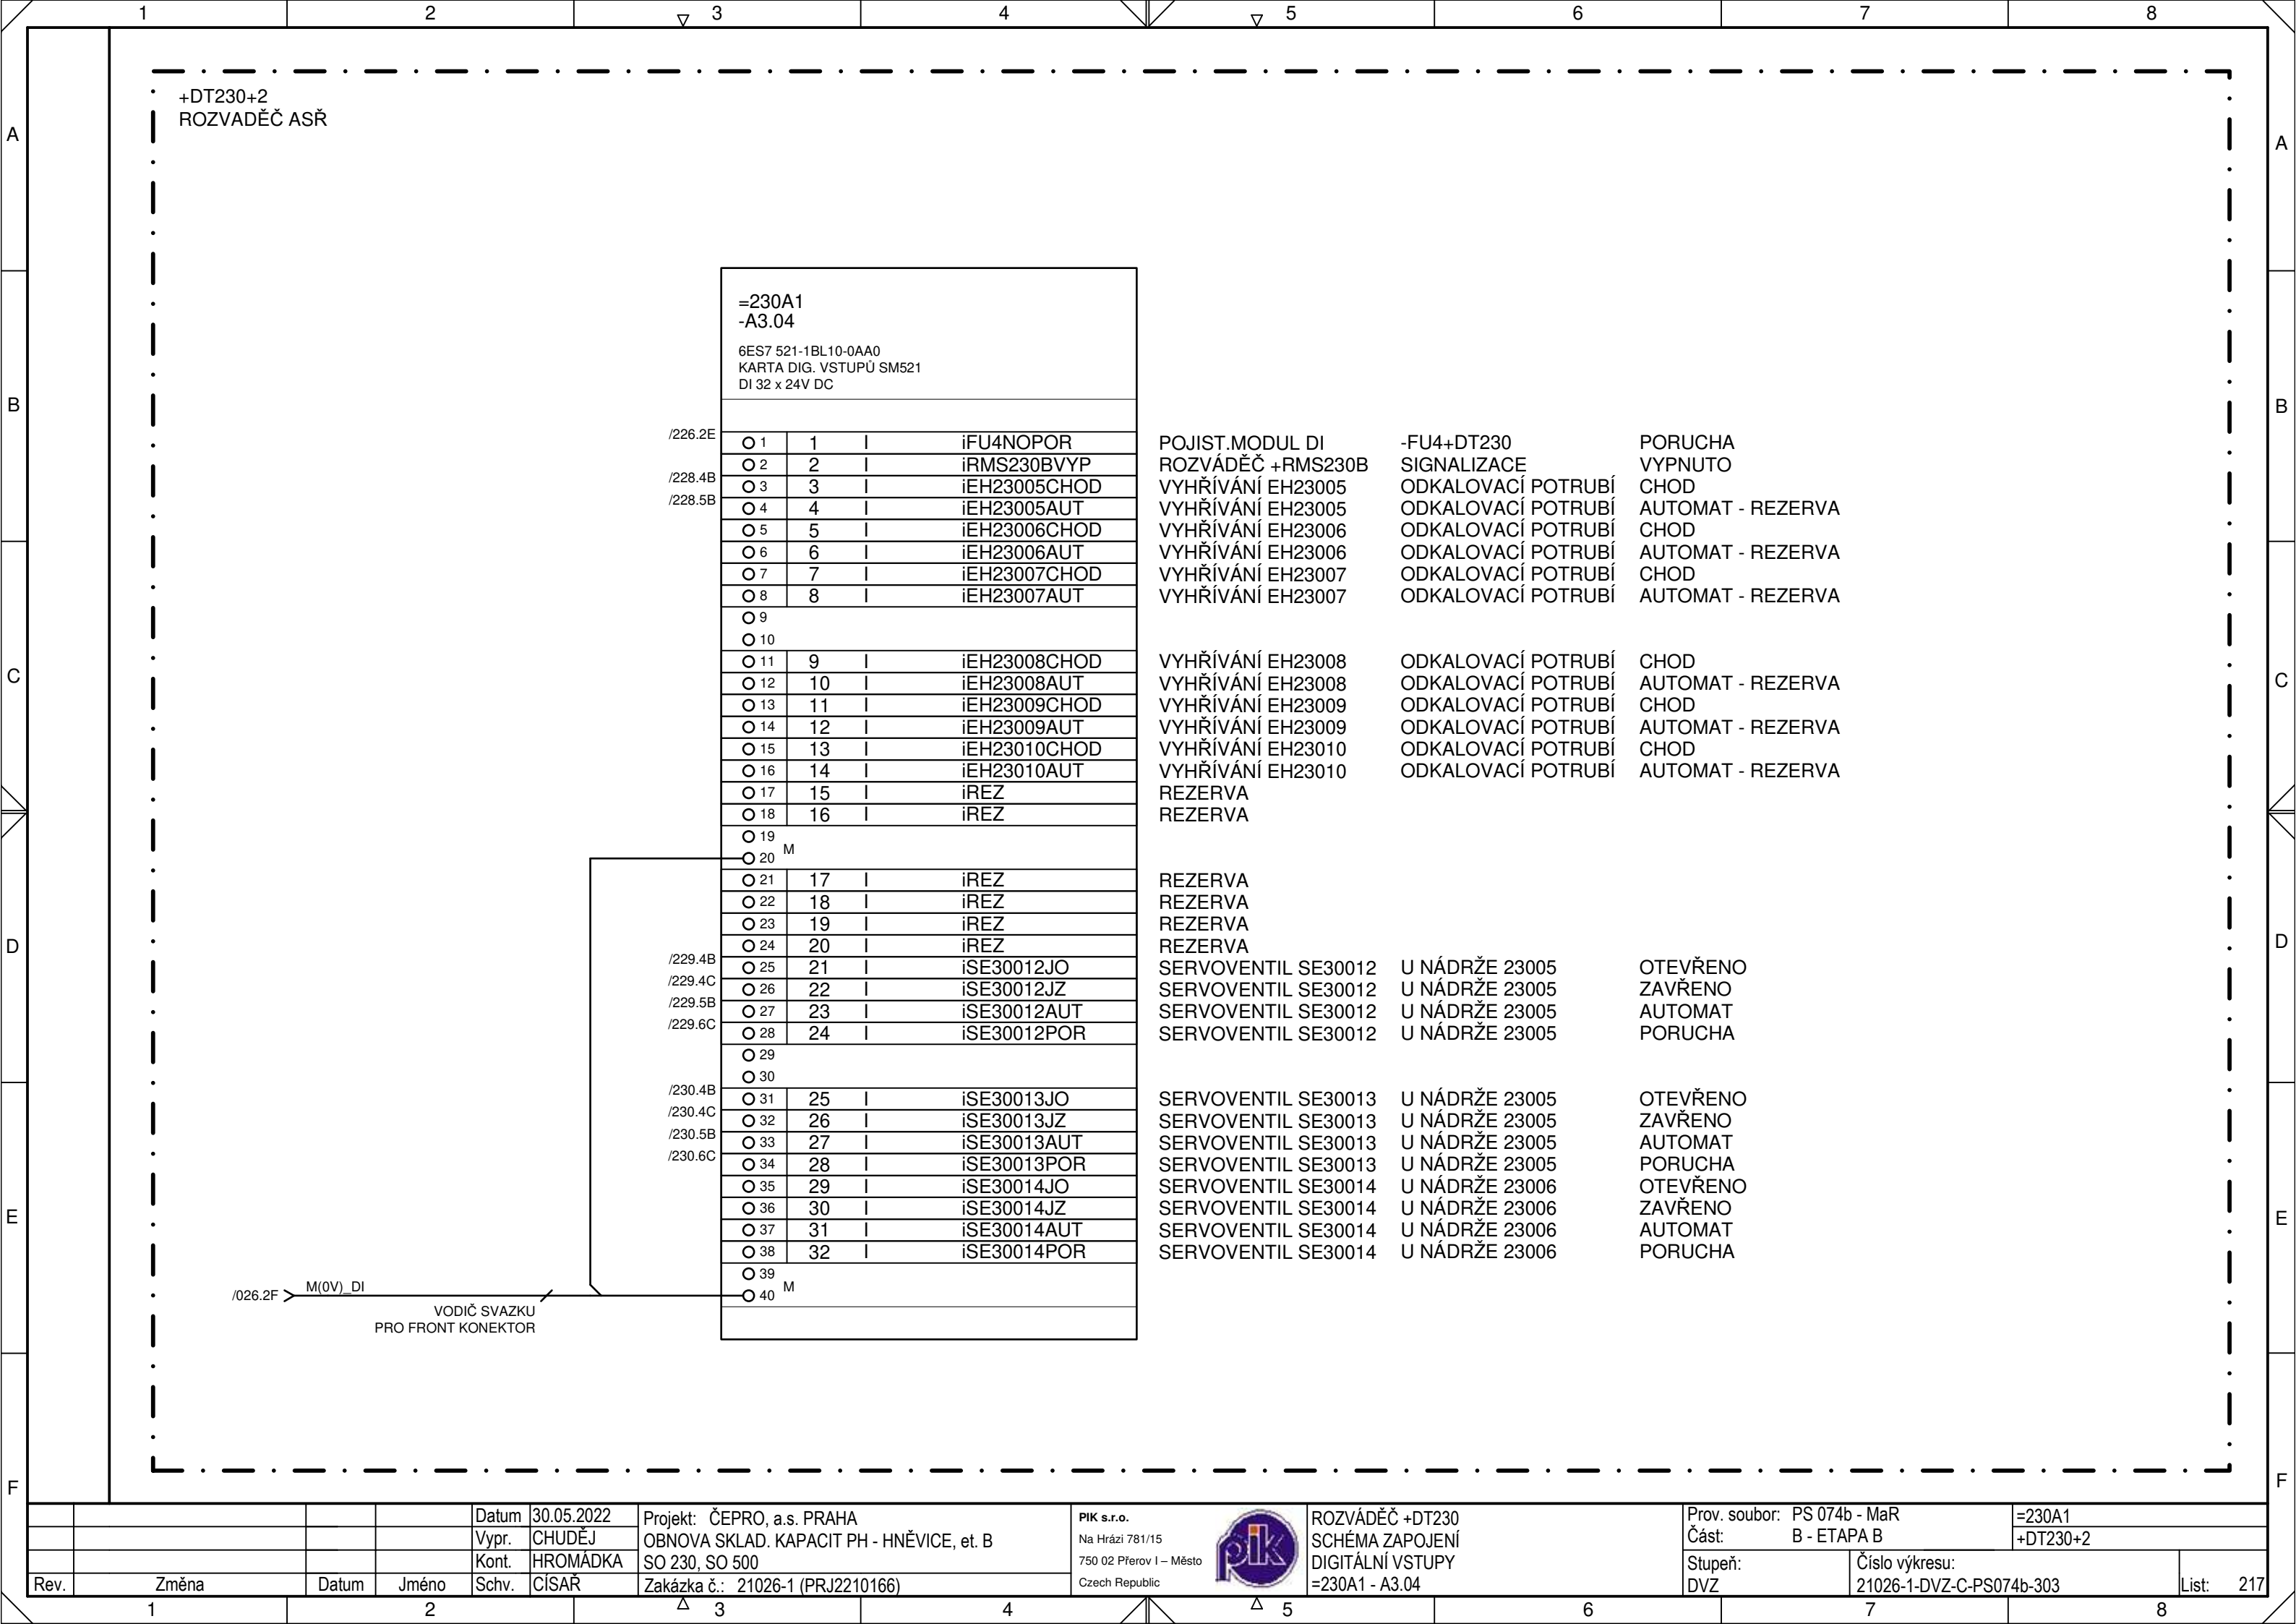 1 2 3 4 5 6 7 8
A A
B B
C C
D D
E E
F F
+DT230+2
ROZVADĚČ ASŘ
=230A1
-A3.04
6ES7 521-1BL10-0AA0
KARTA DIG. VSTUPŮ SM521
DI 32 x 24V DC
/226.2E 1 1 I iFU4NOPOR POJIST.MODUL DI -FU4+DT230 PORUCHA
2 2 I iRMS230BVYP ROZVÁDĚČ +RMS230B SIGNALIZACE VYPNUTO
/228.4B 3 3 I iEH23005CHOD VYHŘÍVÁNÍ EH23005 ODKALOVACÍ POTRUBÍ CHOD
/228.5B 4 4 I iEH23005AUT VYHŘÍVÁNÍ EH23005 ODKALOVACÍ POTRUBÍ AUTOMAT - REZERVA
5 5 I iEH23006CHOD VYHŘÍVÁNÍ EH23006 ODKALOVACÍ POTRUBÍ CHOD
6 6 I iEH23006AUT VYHŘÍVÁNÍ EH23006 ODKALOVACÍ POTRUBÍ AUTOMAT - REZERVA
7 7 I iEH23007CHOD VYHŘÍVÁNÍ EH23007 ODKALOVACÍ POTRUBÍ CHOD
8 8 I iEH23007AUT VYHŘÍVÁNÍ EH23007 ODKALOVACÍ POTRUBÍ AUTOMAT - REZERVA
9
10
11 9 I iEH23008CHOD VYHŘÍVÁNÍ EH23008 ODKALOVACÍ POTRUBÍ CHOD
12 10 I iEH23008AUT VYHŘÍVÁNÍ EH23008 ODKALOVACÍ POTRUBÍ AUTOMAT - REZERVA
13 11 I iEH23009CHOD VYHŘÍVÁNÍ EH23009 ODKALOVACÍ POTRUBÍ CHOD
14 12 I iEH23009AUT VYHŘÍVÁNÍ EH23009 ODKALOVACÍ POTRUBÍ AUTOMAT - REZERVA
15 13 I iEH23010CHOD VYHŘÍVÁNÍ EH23010 ODKALOVACÍ POTRUBÍ CHOD
16 14 I iEH23010AUT VYHŘÍVÁNÍ EH23010 ODKALOVACÍ POTRUBÍ AUTOMAT - REZERVA
17 15 I iREZ REZERVA
18 16 I iREZ REZERVA
19
20 M
21 17 I iREZ REZERVA
22 18 I iREZ REZERVA
23 19 I iREZ REZERVA
24 20 I iREZ REZERVA
/229.4B 25 21 I iSE30012JO SERVOVENTIL SE30012 U NÁDRŽE 23005 OTEVŘENO
/229.4C 26 22 I iSE30012JZ SERVOVENTIL SE30012 U NÁDRŽE 23005 ZAVŘENO
/229.5B 27 23 I iSE30012AUT SERVOVENTIL SE30012 U NÁDRŽE 23005 AUTOMAT
/229.6C 28 24 I iSE30012POR SERVOVENTIL SE30012 U NÁDRŽE 23005 PORUCHA
29
30
/230.4B 31 25 I iSE30013JO SERVOVENTIL SE30013 U NÁDRŽE 23005 OTEVŘENO
/230.4C 32 26 I iSE30013JZ SERVOVENTIL SE30013 U NÁDRŽE 23005 ZAVŘENO
/230.5B 33 27 I iSE30013AUT SERVOVENTIL SE30013 U NÁDRŽE 23005 AUTOMAT
/230.6C 34 28 I iSE30013POR SERVOVENTIL SE30013 U NÁDRŽE 23005 PORUCHA
35 29 I iSE30014JO SERVOVENTIL SE30014 U NÁDRŽE 23006 OTEVŘENO
36 30 I iSE30014JZ SERVOVENTIL SE30014 U NÁDRŽE 23006 ZAVŘENO
37 31 I iSE30014AUT SERVOVENTIL SE30014 U NÁDRŽE 23006 AUTOMAT
38 32 I iSE30014POR SERVOVENTIL SE30014 U NÁDRŽE 23006 PORUCHA
39
/026.2F M(0V)_DI 40 M
VODIČ SVAZKU
PRO FRONT KONEKTOR
Rev. Změna Datum Jméno
Datum 30.05.2022
Vypr. CHUDĚJ
Kont. HROMÁDKA
Schv. CÍSAŘ
Projekt: ČEPRO, a.s. PRAHA
OBNOVA SKLAD. KAPACIT PH - HNĚVICE, et. B
SO 230, SO 500
Zakázka č.: 21026-1 (PRJ2210166)
PIK s.r.o.
Na Hrázi 781/15
750 02 Přerov I – Město
Czech Republic
pik
ROZVÁDĚČ +DT230
SCHÉMA ZAPOJENÍ
DIGITÁLNÍ VSTUPY
=230A1 - A3.04
Prov. soubor: PS 074b - MaR
Část: B - ETAPA B
Stupeň:
DVZ
=230A1
+DT230+2
Číslo výkresu:
21026-1-DVZ-C-PS074b-303
List: 217
1 2 3 4 5 6 7 8